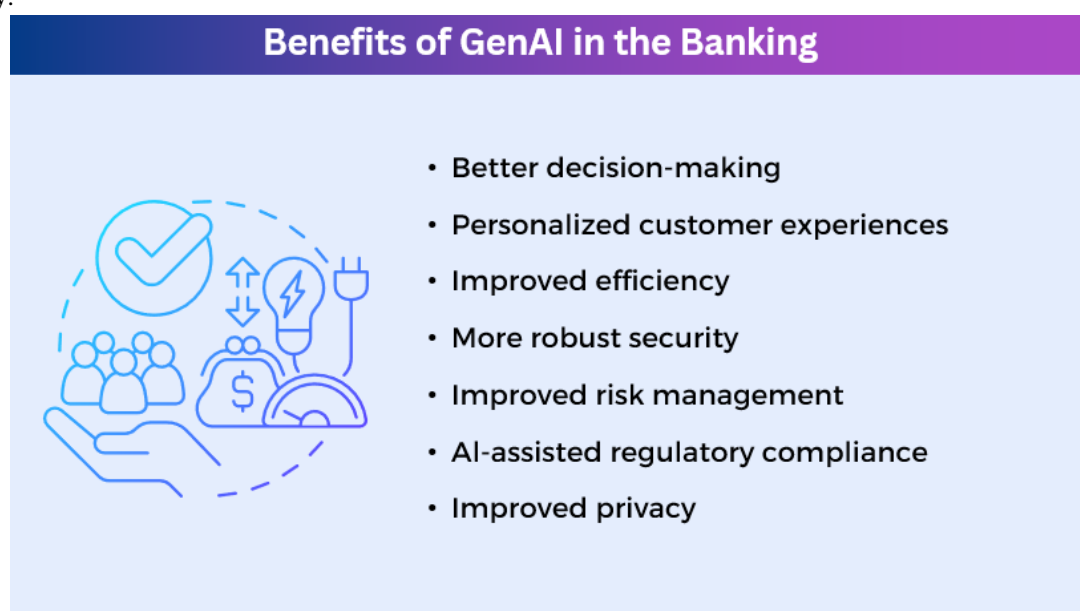 y.
Benefits of GenAI in the Banking
• Better decision-making
• Personalized customer experiences
• Improved efficiency
• More robust security
$
• Improved risk management
• AI-assisted regulatory compliance
• Improved privacy